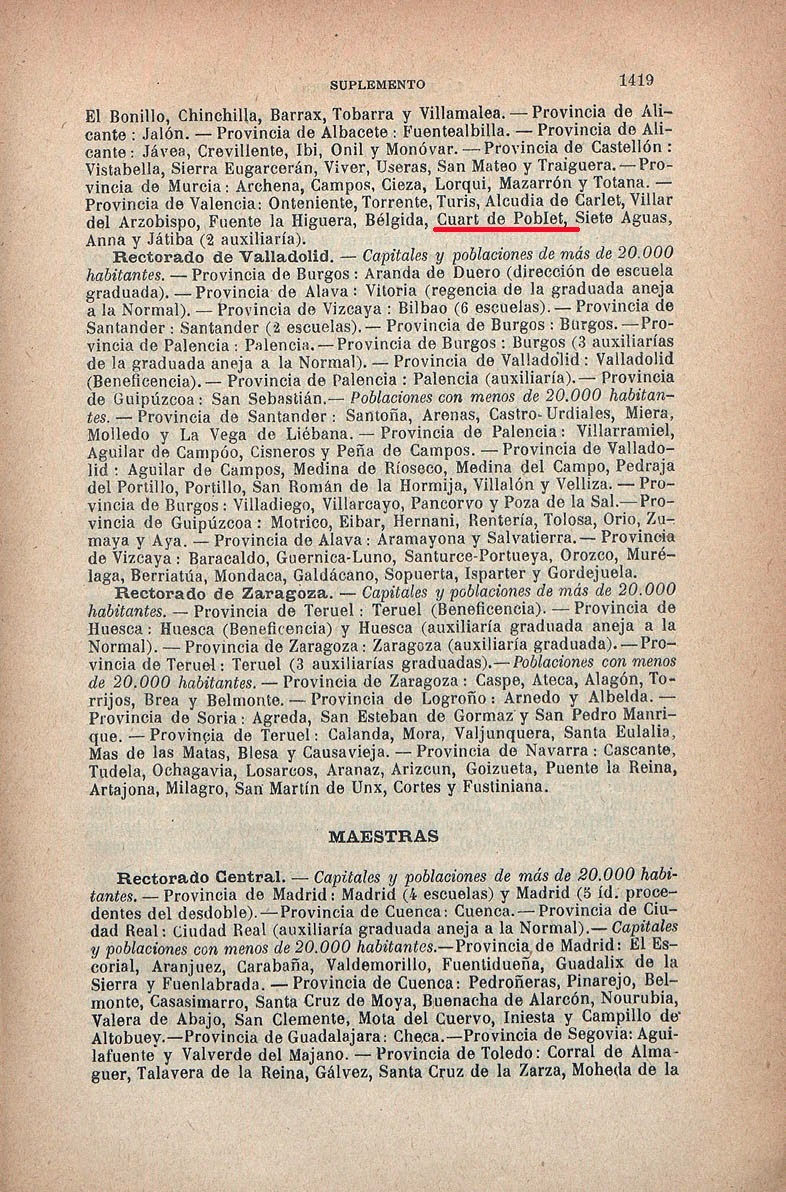 SUPLEMENTO 1419
El Bonillo, Chinchilla, Barrax, Tobarra y Villamalea. — Provincia de Ali-
cante : Jalón. — Provincia de Albacete : Fuentealbilla. — Provincia de Ali-
cante : Jávea, Crevillente, Ibi, Onil y Monóvar. — Provincia de Castellón :
Vistabella, Sierra Eugarcerán, Viver, Useras, San Mateo y Traiguera. — Pro-
vincia de Murcia : Archena, Campos, Cieza, Lorqui, Mazarrón y Totana. —
Provincia de Valencia: Onteniente, Torrente, Turis, Alcudia de Carlet, Villar
del Arzobispo, Fuente la Higuera, Bélgida, Cuart de Poblet, Siete Aguas,
Anna y Játiba (2 auxiliaría).
Rectorado de Valladolid. — Capitales y poblaciones de más de 20.000
habitantes. — Provincia de Burgos : Aranda de Duero (dirección de escuela
graduada). — Provincia de Alava : Vitoria (regencia de la graduada aneja
a la Normal). — Provincia de Vizcaya : Bilbao (6 escuelas). — Provincia de
Santander : Santander (2 escuelas). — Provincia de Burgos : Burgos. — Pro-
vincia de Palencia : Palencia. — Provincia de Burgos : Burgos (3 auxiliarías
de la graduada aneja a la Normal). — Provincia de Valladolid : Valladolid
(Beneficencia). — Provincia de Palencia : Palencia (auxiliaría). — Provincia
de Guipúzcoa : San Sebastián. — Poblaciones con menos de 20.000 habitan-
tes. — Provincia de Santander : Santoña, Arenas, Castro-Urdiales, Miera,
Molledo y La Vega de Liébana. — Provincia de Palencia : Villarramiel,
Aguilar de Campóo, Cisneros y Peña de Campos. — Provincia de Vallado-
lid : Aguilar de Campos, Medina de Ríoseco, Medina del Campo, Pedraja
del Portillo, Portillo, San Román de la Hormija, Villalón y Velliza. — Pro-
vincia de Burgos : Villadiego, Villarcayo, Pancorvo y Poza de la Sal. — Pro-
vincia de Guipúzcoa : Motrico, Eibar, Hernani, Rentería, Tolosa, Orio, Zu-
maya y Aya. — Provincia de Alava : Aramayona y Salvatierra. — Provincia
de Vizcaya : Baracaldo, Guernica-Luno, Santurce-Portueya, Orozco, Muré-
laga, Berriatúa, Mondaca, Galdácano, Sopuerta, Isparter y Gordejuela.
Rectorado de Zaragoza. — Capitales y poblaciones de más de 20.000
habitantes. — Provincia de Teruel : Teruel (Beneficencia). — Provincia de
Huesca : Huesca (Beneficencia) y Huesca (auxiliaría graduada aneja a la
Normal). — Provincia de Zaragoza : Zaragoza (auxiliaría graduada). — Pro-
vincia de Teruel : Teruel (3 auxiliarías graduadas). — Poblaciones con menos
de 20.000 habitantes. — Provincia de Zaragoza : Caspe, Ateca, Alagón, To-
rrijos, Brea y Belmonte. — Provincia de Logroño : Arnedo y Albelda. —
Provincia de Soria : Agreda, San Esteban de Gormaz y San Pedro Manri-
que. — Provincia de Teruel : Calanda, Mora, Valjunquera, Santa Eulalia,
Mas de las Matas, Blesa y Causavieja. — Provincia de Navarra : Cascante,
Tudela, Ochagavia, Losarcos, Aranaz, Arizcun, Goizueta, Puente la Reina,
Artajona, Milagro, San Martín de Unx, Cortes y Fustiniana.
MAESTRAS
Rectorado Central. — Capitales y poblaciones de más de 20.000 habi-
tantes. — Provincia de Madrid : Madrid (4 escuelas) y Madrid (5 íd. proce-
dentes del desdoble). — Provincia de Cuenca : Cuenca. — Provincia de Ciu-
dad Real : Ciudad Real (auxiliaría graduada aneja a la Normal). — Capitales
y poblaciones con menos de 20.000 habitantes. — Provincia de Madrid : El Es-
corial, Aranjuez, Carabaña, Valdemorillo, Fuentidueña, Guadalix de la
Sierra y Fuenlabrada. — Provincia de Cuenca : Pedroñeras, Pinarejo, Bel-
monte, Casasimarro, Santa Cruz de Moya, Buenacha de Alarcón, Nourubia,
Valera de Abajo, San Clemente, Mota del Cuervo, Iniesta y Campillo de
Altobuey. — Provincia de Guadalajara : Checa. — Provincia de Segovia : Agui-
lafuente y Valverde del Majano. — Provincia de Toledo : Corral de Alma-
guer, Talavera de la Reina, Gálvez, Santa Cruz de la Zarza, Moheda de la